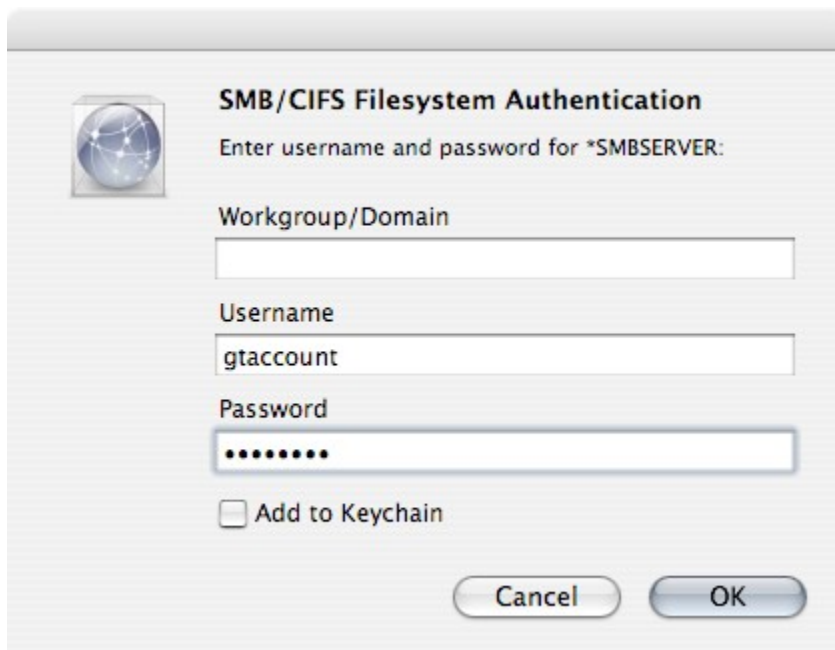 SMB/CIFS Filesystem Authentication
Enter username and password for *SMBSERVER:
Workgroup/Domain
Username
gtaccount
Password
••••••••
Add to Keychain
Cancel OK